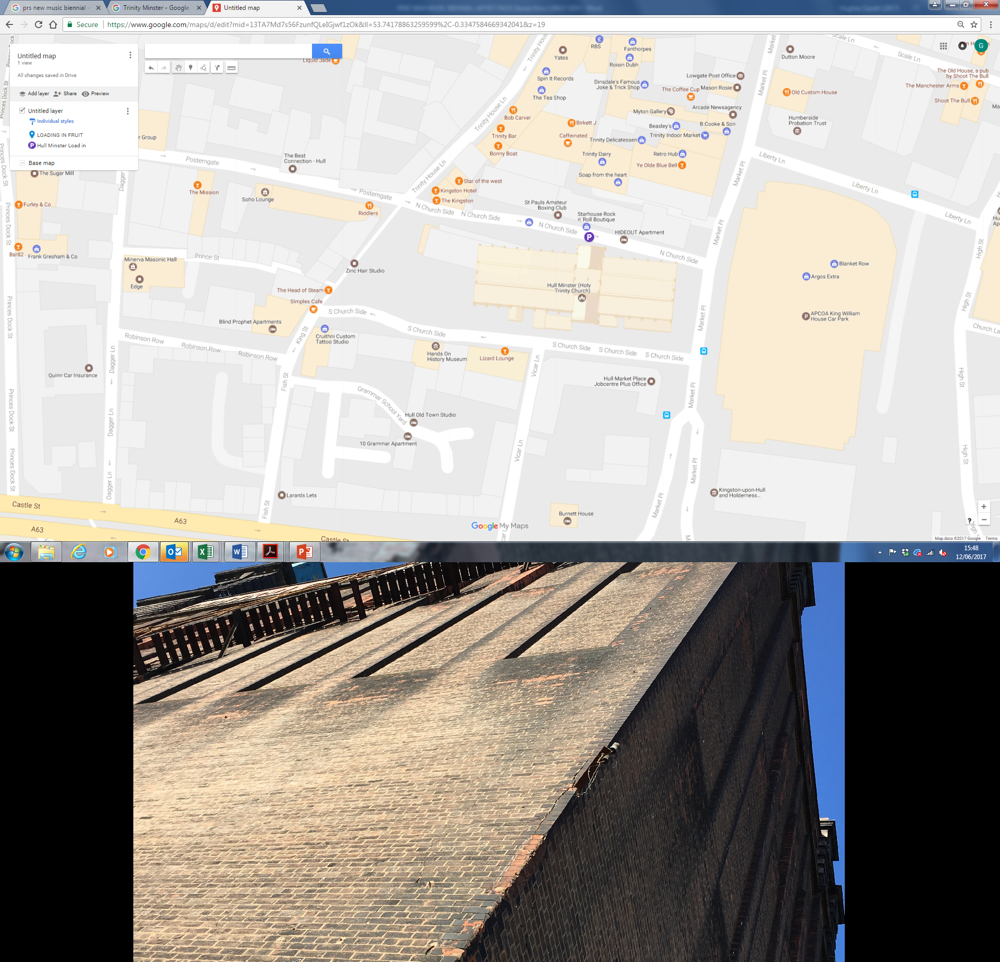 prs new music biennial -
Trinity Minster - Google
Untitled map
Secure
https://www.google.com/maps/d/edit?mid=13TA7Md7s56FzunfQLeIGjwf1zOk&ll=53.74178863259599%2C-0.3347584669342041&z=19
Untitled map
1 view
All changes saved in Drive
Add layer
Share
Preview
Untitled layer
Individual styles
LOADING IN FRUIT
Hull Minster Load in
Base map
Liquid Jade
G
Yates
RBS
Fanthorpes
Roisin Dubh
Spin It Records
The Tea Shop
Dinsdale's Famous
Joke & Trick Shop
Lowgate Post Office
The Coffee Cup
Mason Rosie
Arcade Newsagency
Myton Gallery
Beasley's
B.Cooke & Son
Trinity Indoor Market
Dutton Moore
Scale Ln
Scale Ln
The Old House, a pub
by Shoot The Bull
The Manchester Arms
Shoot The Bull
Old Custom House
Humberside
Probation Trust
Bob Carver
Trinity Bar
Bonny Boat
Birkett J
Caffeinated
Trinity Delicatessen
Trinity Dairy
Retro Hub
Ye Olde Blue Bell
Soap from the heart
Trinity House Ln
Trinity House Ln
Market Pl
Market Pl
Liberty Ln
Liberty Ln
Liberty Ln
r Group
Posterngate
The Best
Connection - Hull
The Sugar Mill
The Mission
Soho Lounge
Posterngate
Riddlers
Star of the west
Kingston Hotel
The Kingston
N Church Side
N Church Side
N Church Side
N Church Side
St Pauls Amateur
Boxing Club
Starhouse Rock
n' Roll Boutique
HIDEOUT Apartment
P
Furley & Co
Bar82
Frank Gresham & Co
Minerva Masonic Hall
Edge
Prince St
Zinc Hair Studio
The Head of Steam
SImples Cafe
Blind Prophet Apartments
S Church Side
S Church Side
S Church Side
S Church Side
S Church Side
Hull Minster (Holy
Trinity Church)
Blanket Row
Argos Extra
APCOA King William
House Car Park
Church La
Robinson Row
Robinson Row
Robinson Row
King St
Cruithni Custom
Tattoo Studio
Hands On
History Museum
Lizard Lounge
Vicar Ln
Vicar Ln
Hull Market Place
Jobcentre Plus Office
Quinn Car Insurance
Dagger Ln
Dagger Ln
Dagger Ln
Fish St
Fish St
Grammar School Yard
Hull Old Town Studio
10 Grammar Apartment
Larards Lets
Burnett House
Kingston-upon-Hull
and Holderness...
Market Pl
Market Pl
Market Pl
Market Pl
Market Pl
High St
High St
High St
High St
Princes Dock St
Princes Dock St
Princes Dock St
Princes Dock St
Princes Dock St
Castle St
A63
A63
Castle St
Google My Maps
Map data ©2017 Google
Terms
15:48
12/06/2017